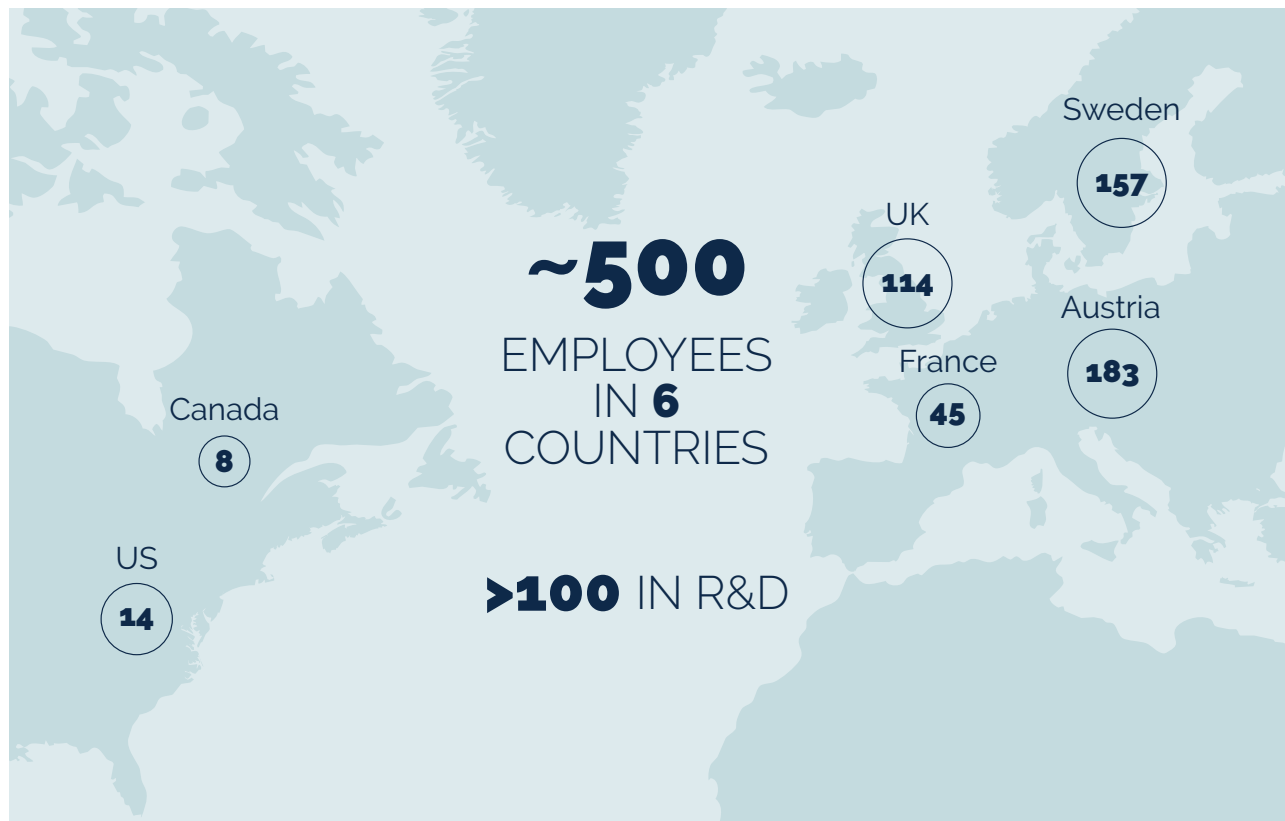 Sweden
157
UK
114
~500
EMPLOYEES
IN 6
COUNTRIES
Austria
183
France
45
Canada
8
US
14
>100 IN R&D